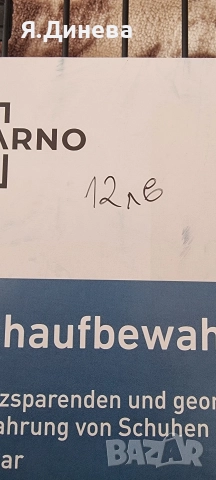 Я.Динева
ARNO
12лв
haufbewah
zsparenden und geor
ahrung von Schuhen
ar
BAZAR